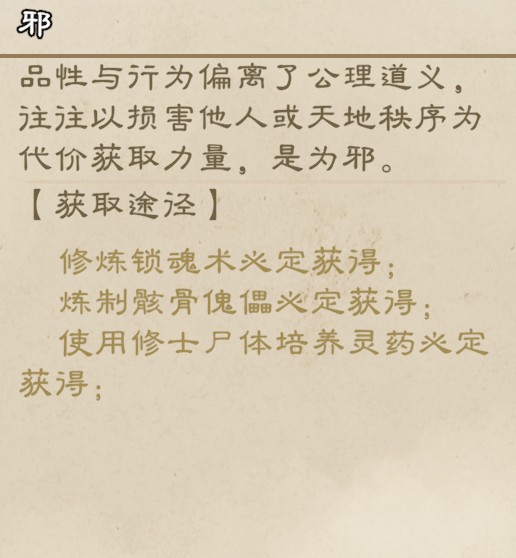 邪
品性与行为偏离了公理道义，
往往以损害他人或天地秩序为
代价获取力量，是为邪。
【获取途径】
修炼锁魂术必定获得；
炼制骸骨傀儡必定获得；
使用修士尸体培养灵药必定
获得；